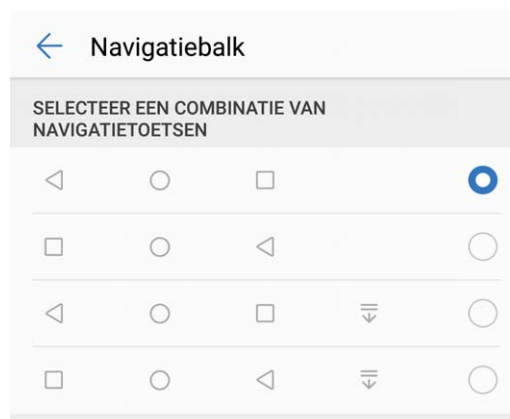 Navigatiebalk
SELECTEER EEN COMBINATIE VAN
NAVIGATIETOETSEN